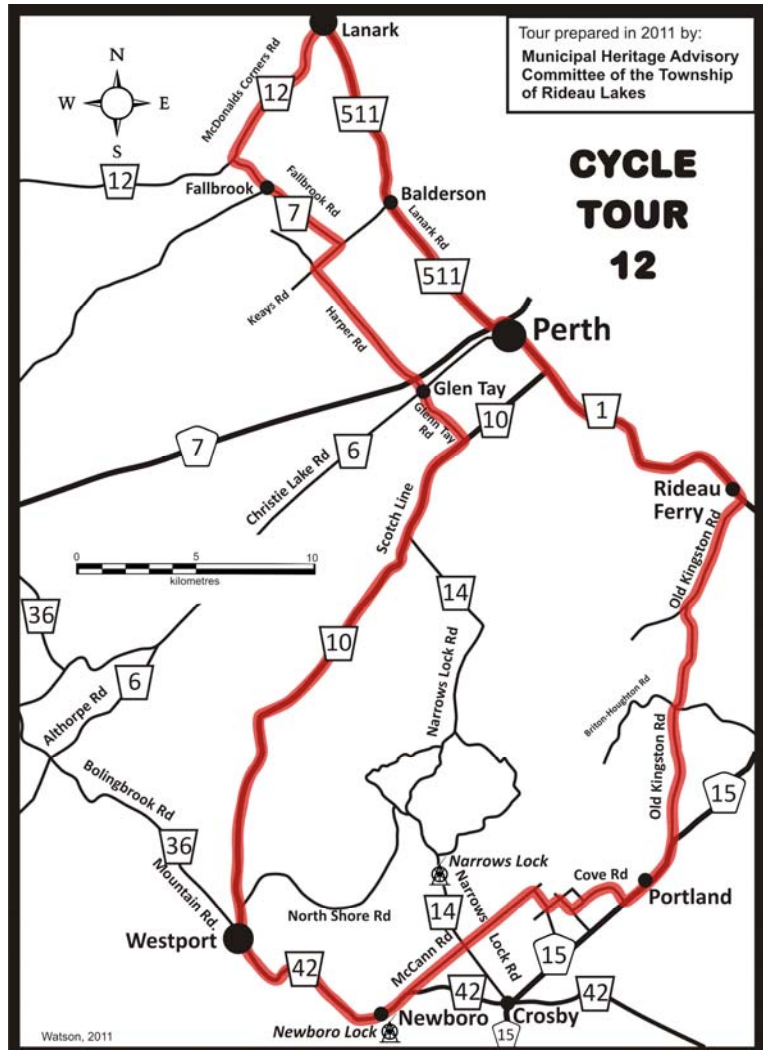 Lanark
Tour prepared in 2011 by:
Municipal Heritage Advisory
Committee of the Township
of Rideau Lakes
N
W
E
S
McDonalds Corners Rd
12
511
CYCLE
TOUR
12
12
Fallbrook
Fallbrook Rd
7
Balderson
Lanark Rd
511
Keays Rd
Harper Rd
Perth
Glen Tay
Glenn Tay
Rd
10
1
7
6
Christie Lake Rd
Rideau
Ferry
Scotch Line
Old Kingston Rd
0
5
10
kilometres
14
36
10
Narrows Lock Rd
6
Althorpe Rd
Briton-Houghton Rd
Old Kingston Rd
Bolingbrook Rd
15
36
Mountain Rd.
Narrows Lock
Cove Rd
Portland
North Shore Rd
14
Narrows
Lock Rd
McCann Rd
15
Westport
42
42
42
Newboro
Crosby
Newboro Lock
15
Watson, 2011